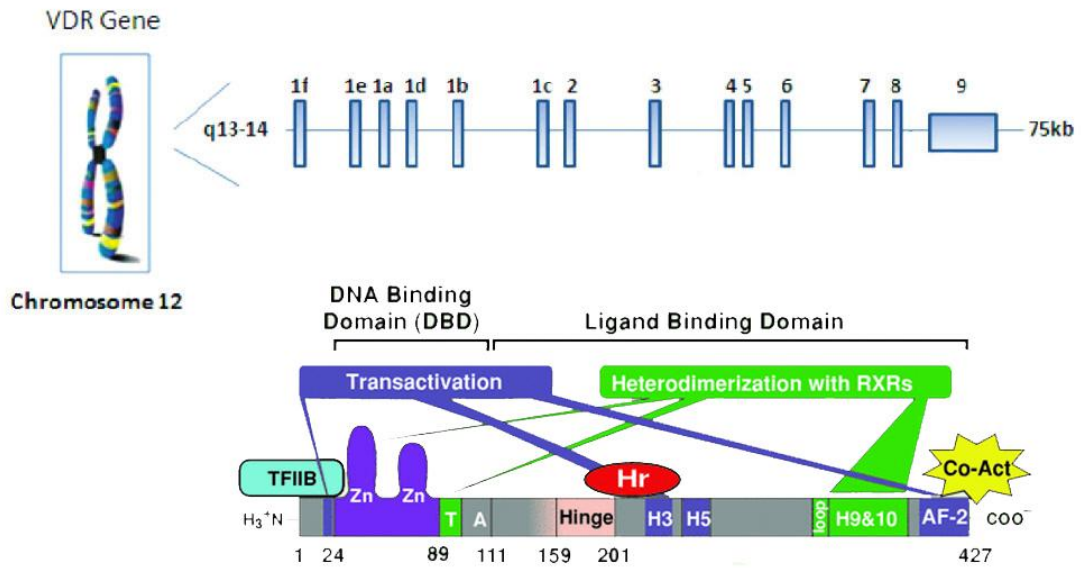 VDR Gene
1f 1e 1a 1d 1b 1c 2 3 4 5 6 7 8 9
q13-14 75kb
Chromosome 12
DNA Binding
Domain (DBD)
Ligand Binding Domain
Transactivation
Heterodimerization with RXRs
TFIIB
Zn
Zn
Hr
Co-Act
H₃⁺N
T
A
Hinge
H3
H5
loop
H9&10
AF-2
COO⁻
1 24 89 111 159 201 427